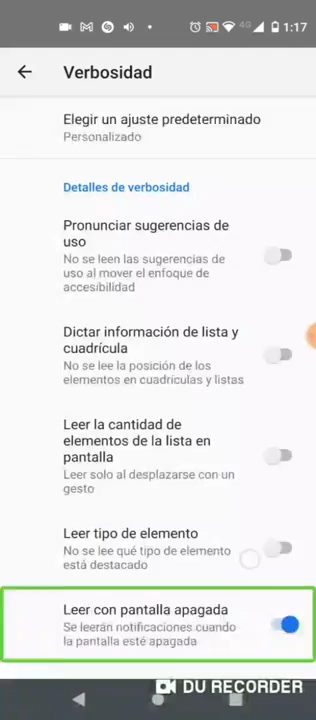 4G 1:17
Verbosidad
Elegir un ajuste predeterminado
Personalizado
Detalles de verbosidad
Pronunciar sugerencias de
uso
No se leen las sugerencias de
uso al mover el enfoque de
accesibilidad
Dictar información de lista y
cuadrícula
No se lee la posición de los
elementos en cuadrículas y listas
Leer la cantidad de
elementos de la lista en
pantalla
Leer solo al desplazarse con un
gesto
Leer tipo de elemento
No se lee qué tipo de elemento
está destacado
Leer con pantalla apagada
Se leerán notificaciones cuando
la pantalla esté apagada
DU RECORDER